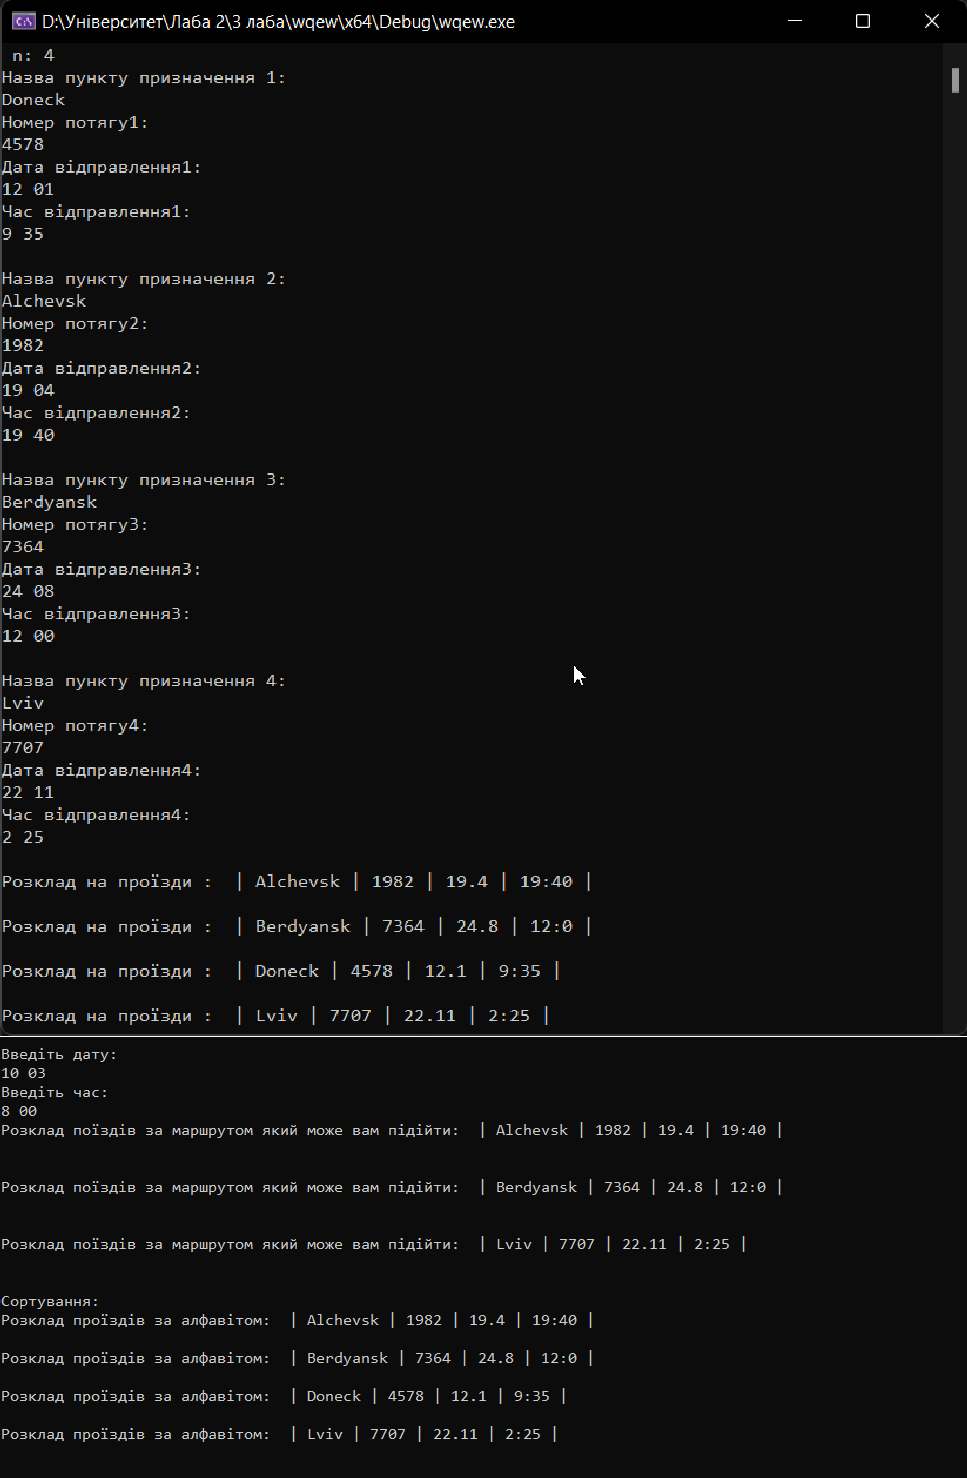 D:\Університет\Лаба 2\3 лаба\wqew\x64\Debug\wqew.exe
n: 4
Назва пункту призначення 1:
Doneck
Номер потягу1:
4578
Дата відправлення1:
12 01
Час відправлення1:
9 35
Назва пункту призначення 2:
Alchevsk
Номер потягу2:
1982
Дата відправлення2:
19 04
Час відправлення2:
19 40
Назва пункту призначення 3:
Berdyansk
Номер потягу3:
7364
Дата відправлення3:
24 08
Час відправлення3:
12 00
Назва пункту призначення 4:
Lviv
Номер потягу4:
7707
Дата відправлення4:
22 11
Час відправлення4:
2 25
Розклад на проїзди :  | Alchevsk | 1982 | 19.4 | 19:40 |
Розклад на проїзди :  | Berdyansk | 7364 | 24.8 | 12:0 |
Розклад на проїзди :  | Doneck | 4578 | 12.1 | 9:35 |
Розклад на проїзди :  | Lviv | 7707 | 22.11 | 2:25 |
Введіть дату:
10 03
Введіть час:
8 00
Розклад поїздів за маршрутом який може вам підійти:  | Alchevsk | 1982 | 19.4 | 19:40 |
Розклад поїздів за маршрутом який може вам підійти:  | Berdyansk | 7364 | 24.8 | 12:0 |
Розклад поїздів за маршрутом який може вам підійти:  | Lviv | 7707 | 22.11 | 2:25 |
Сортування:
Розклад проїздів за алфавітом:  | Alchevsk | 1982 | 19.4 | 19:40 |
Розклад проїздів за алфавітом:  | Berdyansk | 7364 | 24.8 | 12:0 |
Розклад проїздів за алфавітом:  | Doneck | 4578 | 12.1 | 9:35 |
Розклад проїздів за алфавітом:  | Lviv | 7707 | 22.11 | 2:25 |